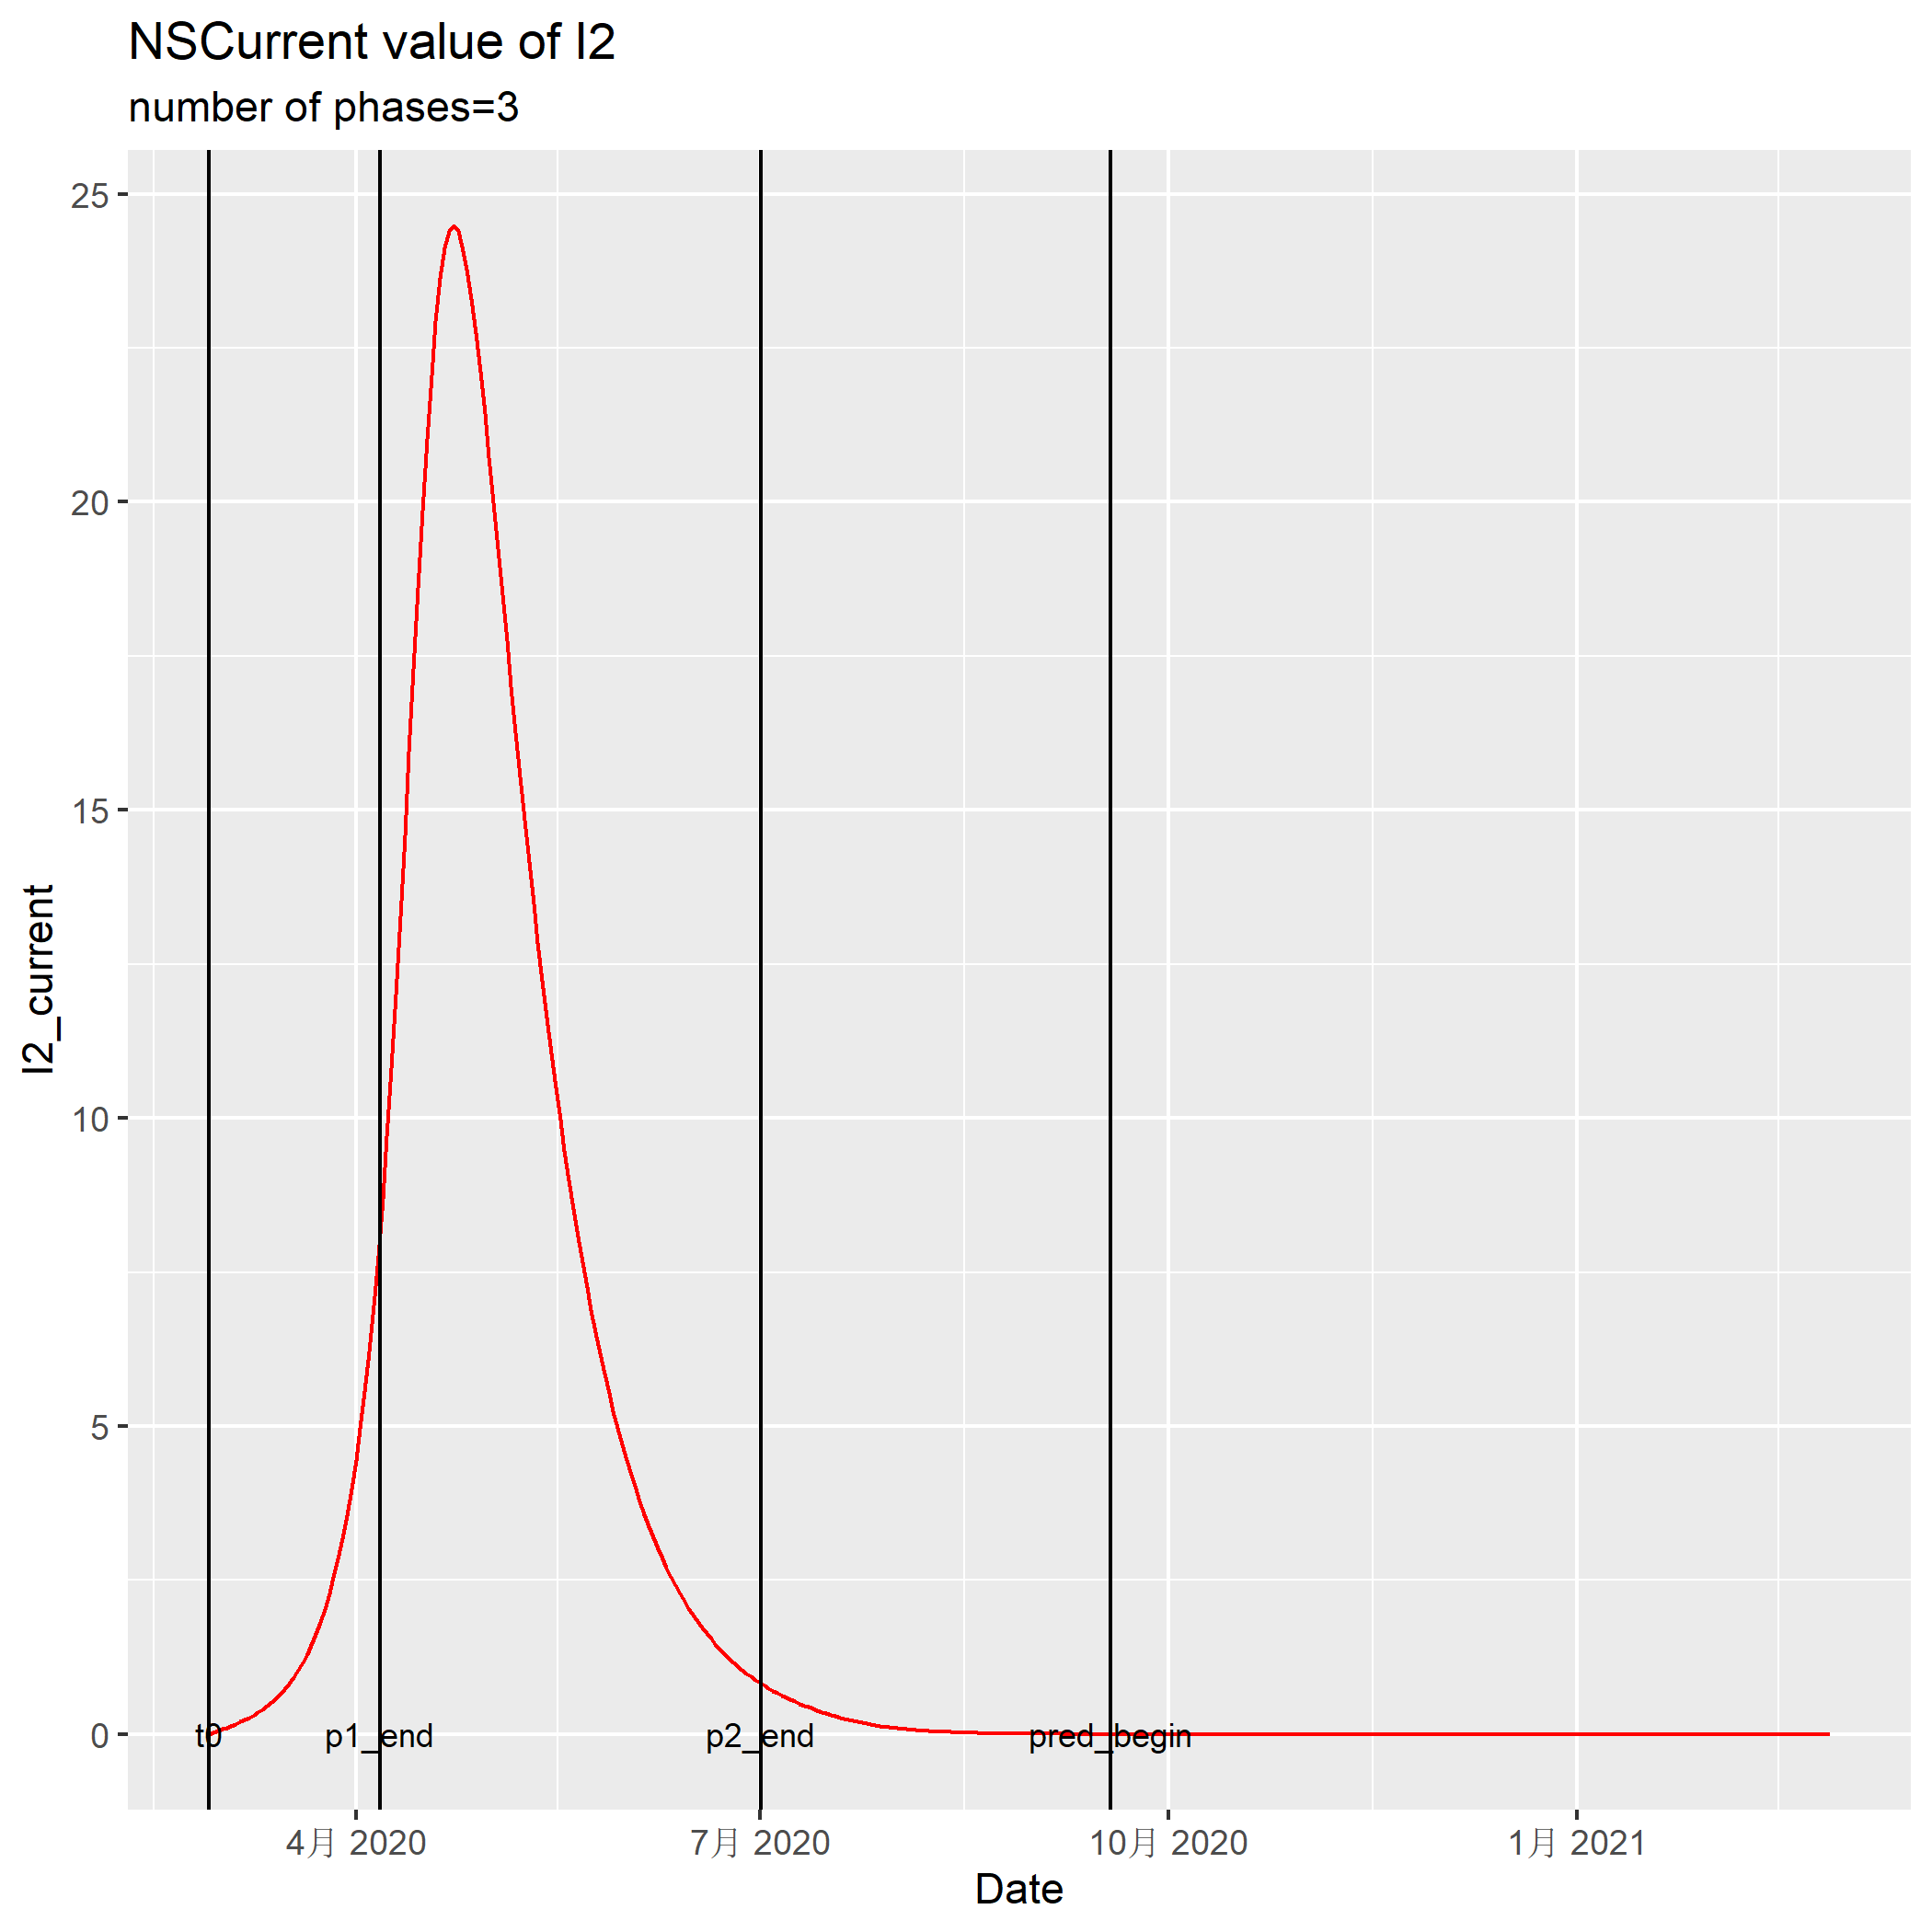 NSCurrent value of I2
number of phases=3
25
20
15
10
5
0
I2_current
t0
p1_end
p2_end
pred_begin
4月 2020
7月 2020
10月 2020
1月 2021
Date